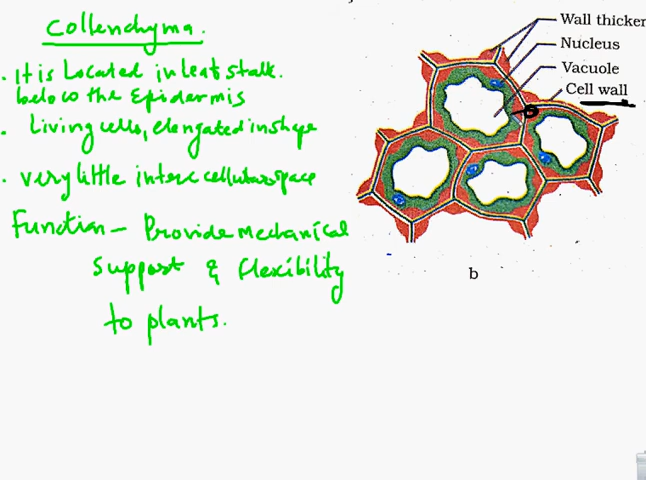 Collenchyma.
. It is Located in leaf stalk.
below the Epidermis
. Living cells, elongated in shape
. very little intercellular space
Function - Provide mechanical
Support & flexibility
to plants.
Wall thicken
Nucleus
Vacuole
Cell wall
b